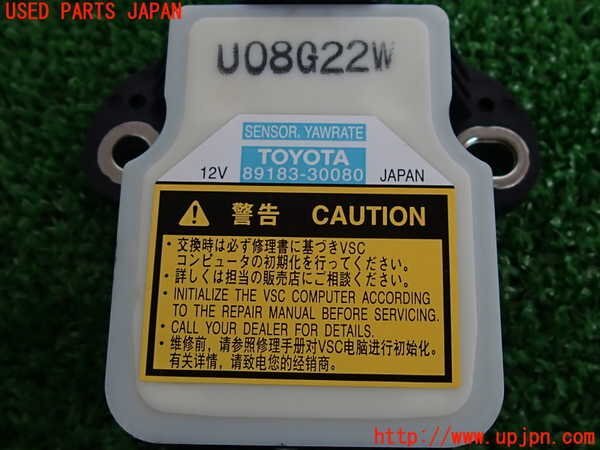 USED PARTS JAPAN
U08G22W
SENSOR, YAWRATE
TOYOTA
12V 89183-30080 JAPAN
警告 CAUTION
・交換時は必ず修理書に基づきVSC
コンピュータの初期化を行ってください。
・詳しくは担当の販売店にご相談ください。
・INITIALIZE THE VSC COMPUTER ACCORDING
TO THE REPAIR MANUAL BEFORE SERVICING.
・CALL YOUR DEALER FOR DETAILS.
・维修前，请参照修理手册对VSC电脑进行初始化。
有关详情，请致电您的经销商。
http://www.upjpn.com